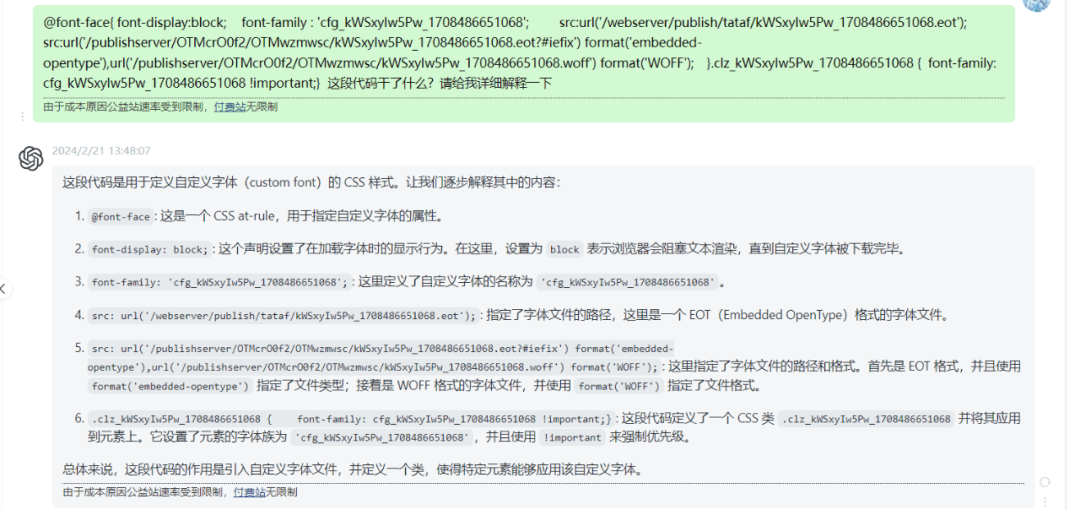 @font-face{ font-display:block; font-family : 'cfg_kWSxyIw5Pw_1708486651068'; src:url('/webserver/publish/tataf/kWSxyIw5Pw_1708486651068.eot');
src:url('/publishserver/OTMcrO0f2/OTMwzmwsc/kWSxyIw5Pw_1708486651068.eot?#iefix') format('embedded-
opentype'),url('/publishserver/OTMcrO0f2/OTMwzmwsc/kWSxyIw5Pw_1708486651068.woff') format('WOFF'); }.clz_kWSxyIw5Pw_1708486651068 { font-family:
cfg_kWSxyIw5Pw_1708486651068 !important;} 这段代码干了什么？请给我详细解释一下
由于成本原因公益站速率受到限制，付费站无限制
2024/2/21 13:48:07
这段代码是用于定义自定义字体（custom font）的 CSS 样式。让我们逐步解释其中的内容：
1. @font-face：这是一个 CSS at-rule，用于指定自定义字体的属性。
2. font-display: block;：这个声明设置了在加载字体时的显示行为。在这里，设置为 block 表示浏览器会阻塞文本渲染，直到自定义字体被下载完毕。
3. font-family: 'cfg_kWSxyIw5Pw_1708486651068';：这里定义了自定义字体的名称为 'cfg_kWSxyIw5Pw_1708486651068'。
4. src: url('/webserver/publish/tataf/kWSxyIw5Pw_1708486651068.eot');：指定了字体文件的路径，这里是一个 EOT（Embedded OpenType）格式的字体文件。
5. src: url('/publishserver/OTMcrO0f2/OTMwzmwsc/kWSxyIw5Pw_1708486651068.eot?#iefix') format('embedded-
opentype'),url('/publishserver/OTMcrO0f2/OTMwzmwsc/kWSxyIw5Pw_1708486651068.woff') format('WOFF');：这里指定了字体文件的路径和格式。首先是 EOT 格式，并且使用
format('embedded-opentype') 指定了文件类型；接着是 WOFF 格式的字体文件，并使用 format('WOFF') 指定了文件格式。
6. .clz_kWSxyIw5Pw_1708486651068 { font-family: cfg_kWSxyIw5Pw_1708486651068 !important;}：这段代码定义了一个 CSS 类 .clz_kWSxyIw5Pw_1708486651068 并将其应用
到元素上。它设置了元素的字体族为 'cfg_kWSxyIw5Pw_1708486651068'，并且使用 !important 来强制优先级。
总体来说，这段代码的作用是引入自定义字体文件，并定义一个类，使得特定元素能够应用该自定义字体。
由于成本原因公益站速率受到限制，付费站无限制